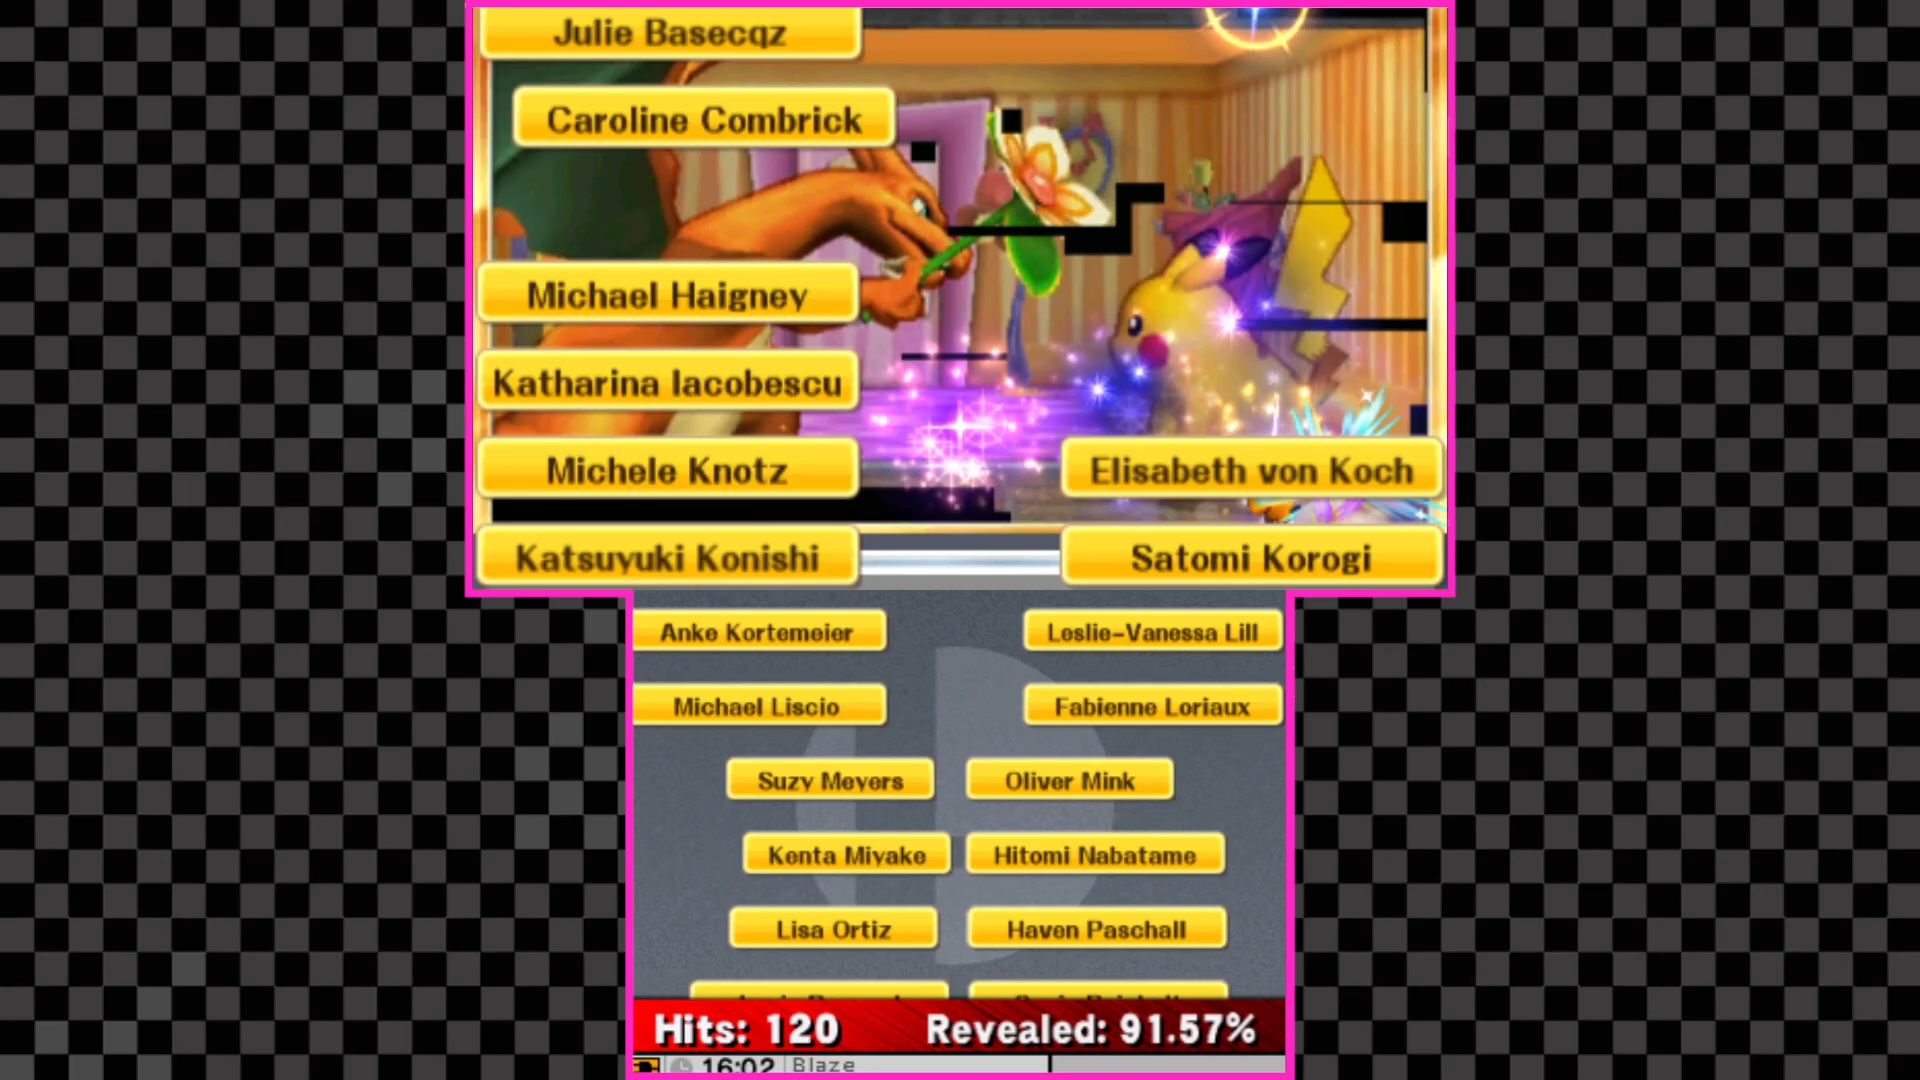 Julie Basecqz
Caroline Combrick
Michael Haigney
Katharina Iacobescu
Michele Knotz
Elisabeth von Koch
Katsuyuki Konishi
Satomi Korogi
Anke Kortemeier
Leslie-Vanessa Lill
Michael Liscio
Fabienne Loriaux
Suzy Meyers
Oliver Mink
Kenta Miyake
Hitomi Nabatame
Lisa Ortiz
Haven Paschall
Hits: 120
Revealed: 91.57%
16:02
Blaze